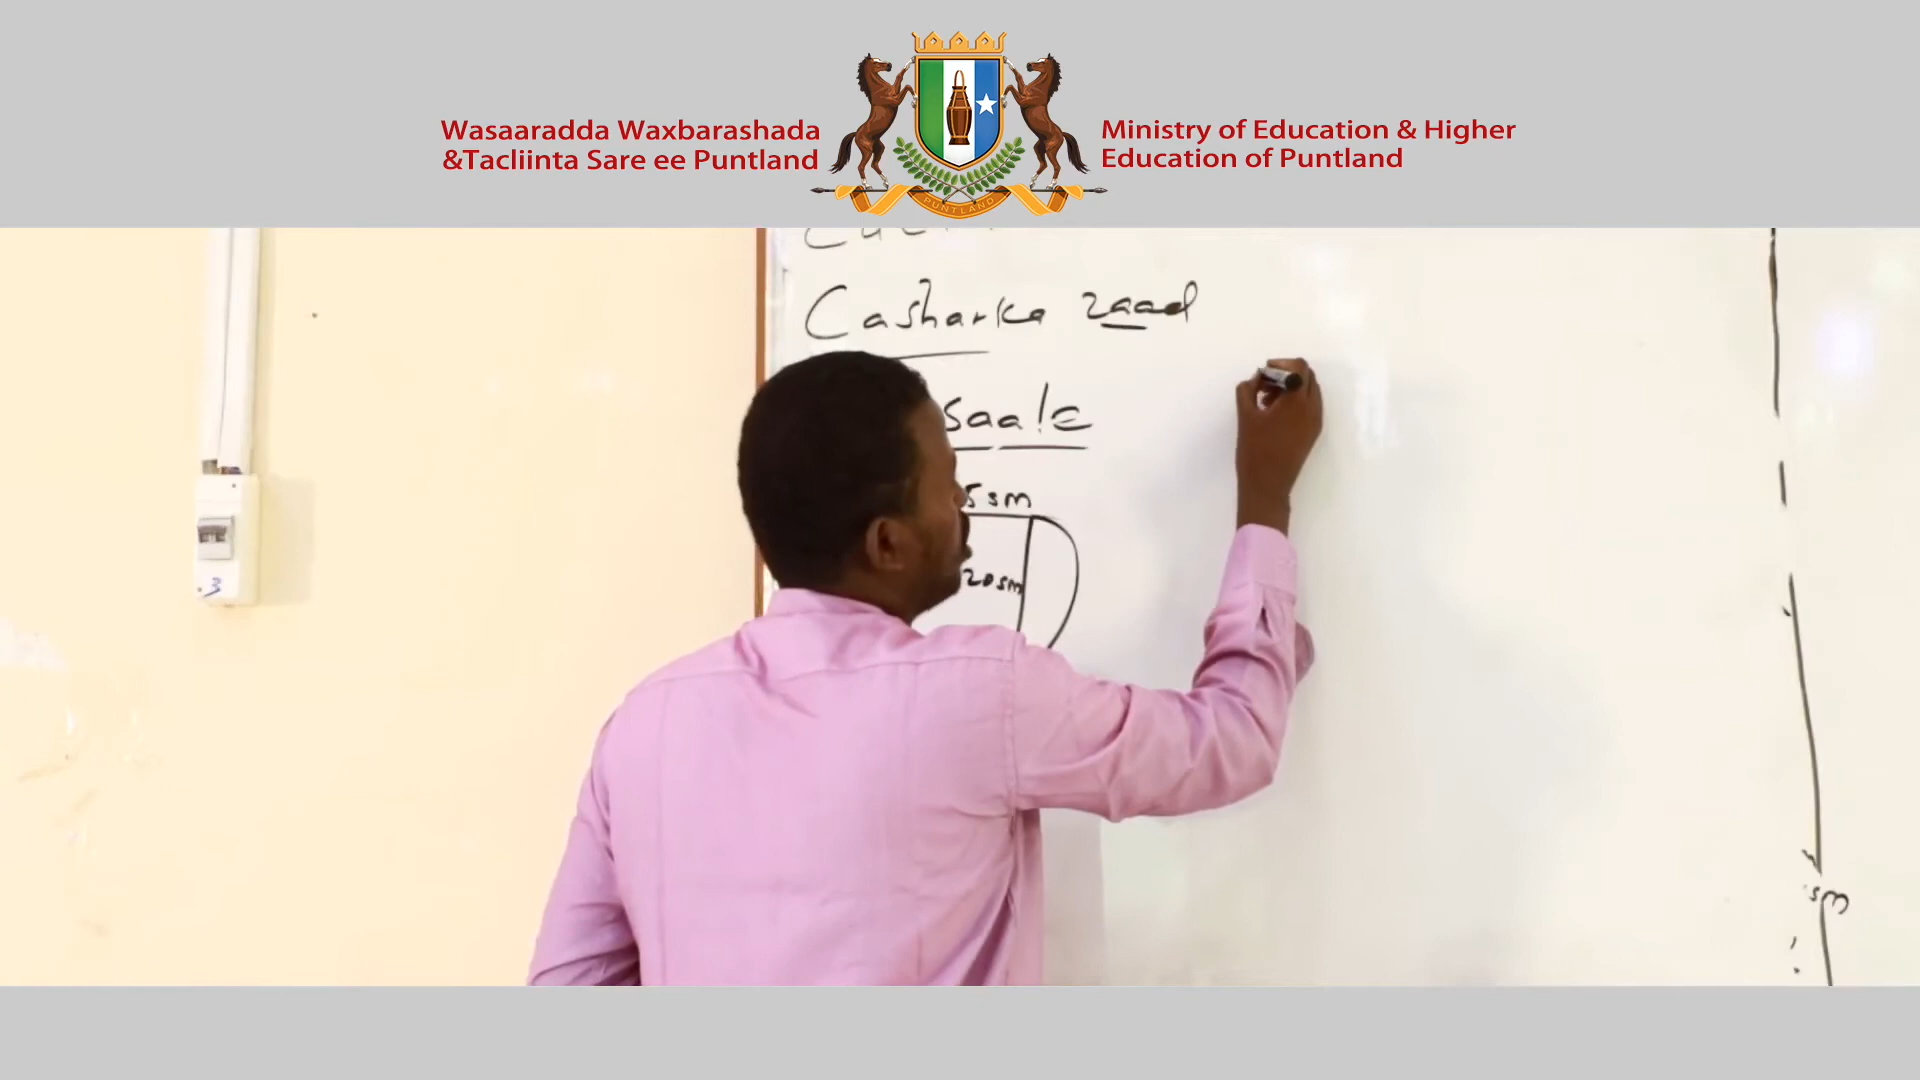 Wasaaradda Waxbarashada
&Tacliinta Sare ee Puntland
Ministry of Education & Higher
Education of Puntland
PUNTLAND
Casharka 2aad
saale
5sm
20sm
3
sm